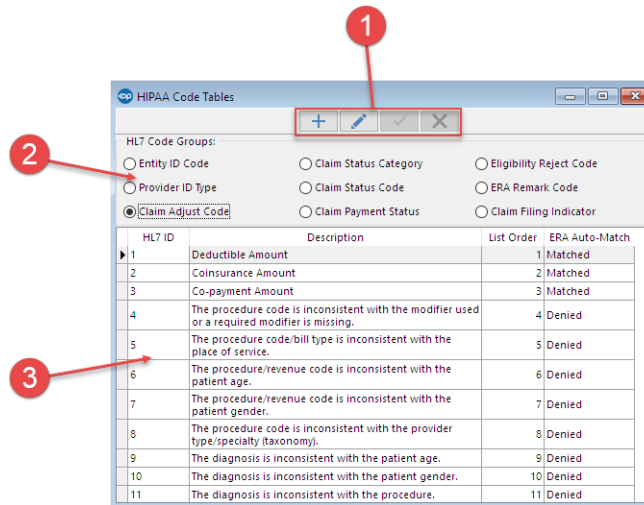 1
op HIPAA Code Tables
HL7 Code Groups:
2
Entity ID Code Claim Status Category Eligibility Reject Code
Provider ID Type Claim Status Code ERA Remark Code
Claim Adjust Code Claim Payment Status Claim Filing Indicator
HL7 ID Description List Order ERA Auto-Match
1 Deductible Amount 1 Matched
2 Coinsurance Amount 2 Matched
3 Co-payment Amount 3 Matched
4 The procedure code is inconsistent with the modifier used
or a required modifier is missing. 4 Denied
5 The procedure code/bill type is inconsistent with the
place of service. 5 Denied
3
6 The procedure/revenue code is inconsistent with the
patient age. 6 Denied
7 The procedure/revenue code is inconsistent with the
patient gender. 7 Denied
8 The procedure code is inconsistent with the provider
type/specialty (taxonomy). 8 Denied
9 The diagnosis is inconsistent with the patient age. 9 Denied
10 The diagnosis is inconsistent with the patient gender. 10 Denied
11 The diagnosis is inconsistent with the procedure. 11 Denied